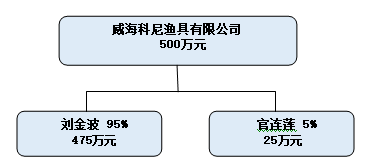 威海科尼渔具有限公司
500万元
刘金波 95%
475万元
官连莲 5%
25万元